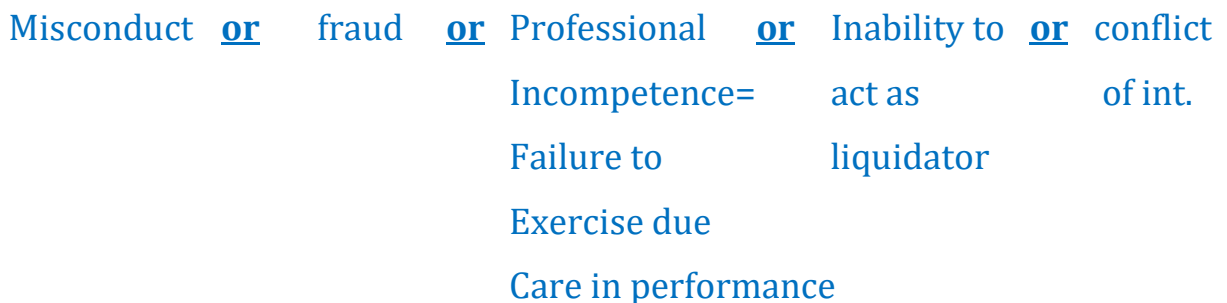 Misconduct or fraud or Professional or Inability to or conflict
Incompetence= act as of int.
Failure to liquidator
Exercise due
Care in performance